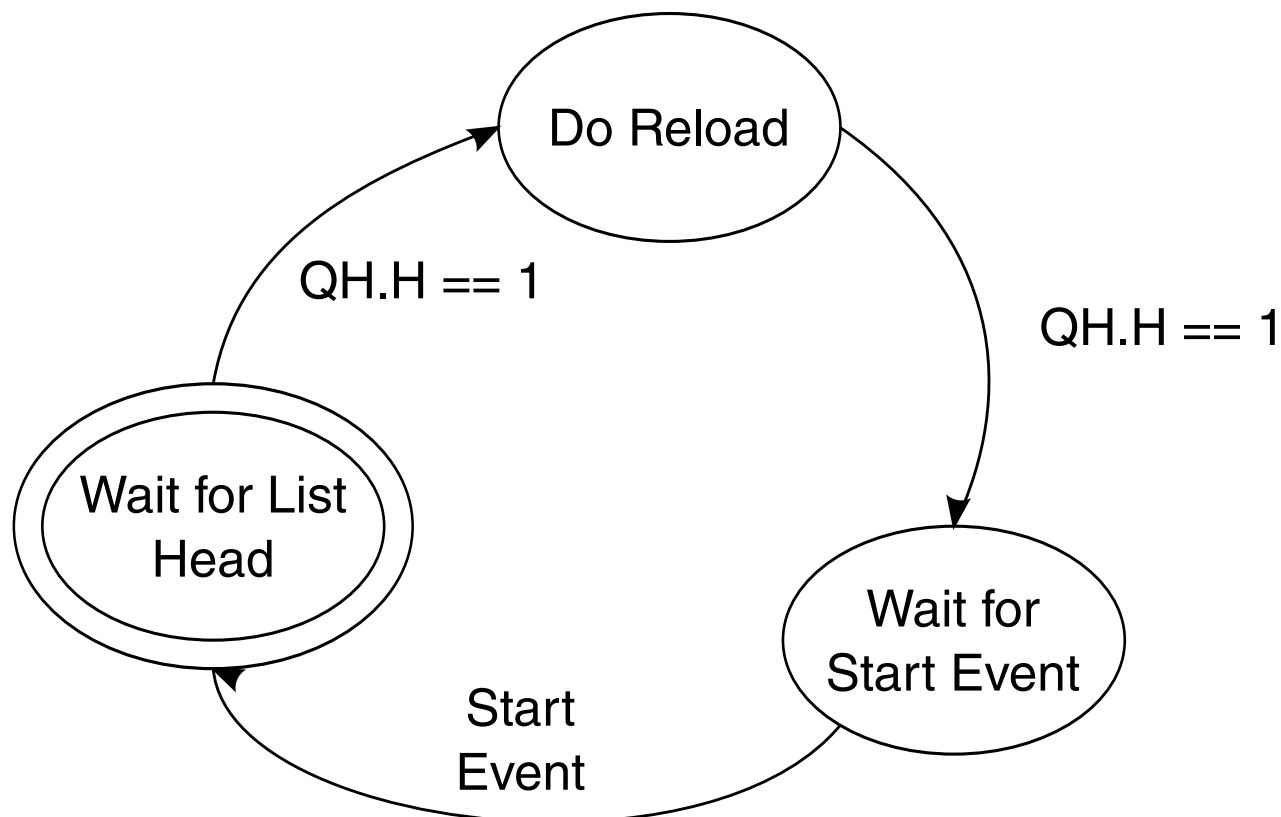 Do Reload
QH.H == 1
QH.H == 1
Wait for List
Head
Wait for
Start Event
Start
Event